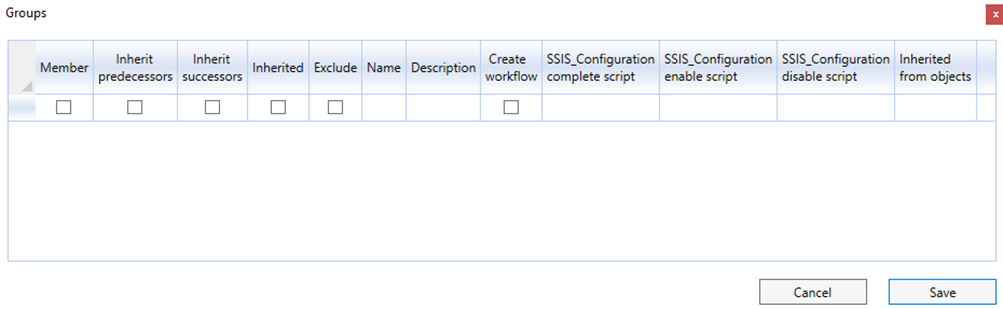 Groups
x
Member
Inherit
predecessors
Inherit
successors
Inherited
Exclude
Name
Description
Create
workflow
SSIS_Configuration
complete script
SSIS_Configuration
enable script
SSIS_Configuration
disable script
Inherited
from objects
Cancel
Save